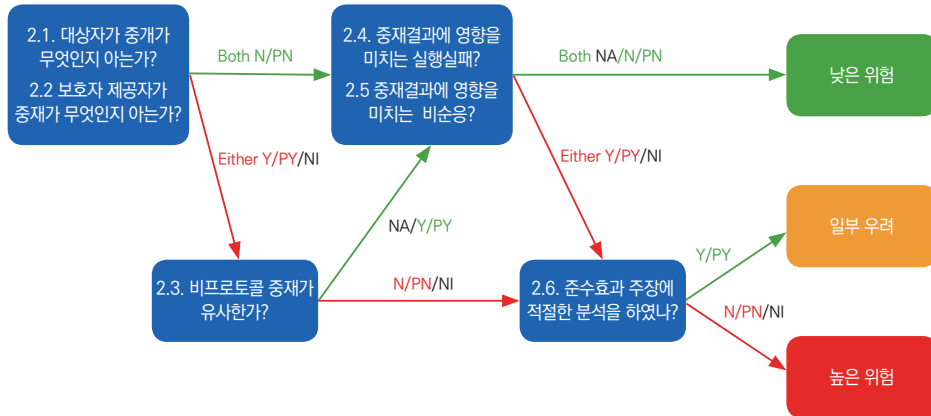 2.1. 대상자가 중개가
무엇인지 아는가?
2.2 보호자 제공자가
중재가 무엇인지 아는가?
Both N/PN
2.4. 중재결과에 영향을
미치는 실행실패?
2.5 중재결과에 영향을
미치는 비순응?
Both NA/N/PN
낮은 위험
Either Y/PY/NI
Either Y/PY/NI
NA/Y/PY
일부 우려
Y/PY
2.3. 비프로토콜 중재가
유사한가?
N/PN/NI
2.6. 준수효과 주장에
적절한 분석을 하였나?
N/PN/NI
높은 위험